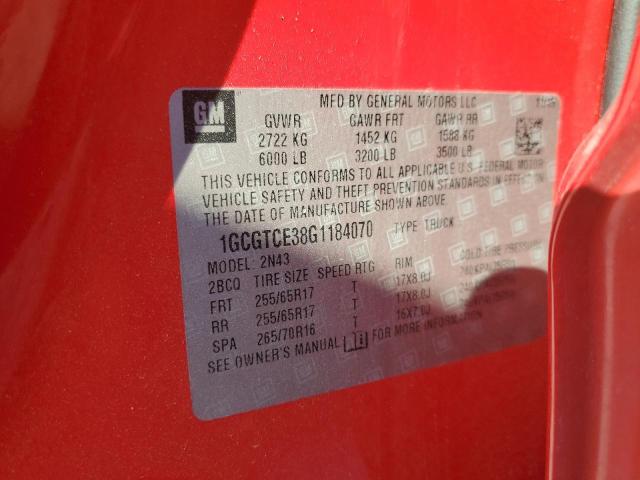 GM
MFD BY GENERAL MOTORS LLC
GVWR GAWR FRT GAWR RR
2722 KG 1452 KG 1588 KG
6000 LB 3200 LB 3500 LB
THIS VEHICLE CONFORMS TO ALL APPLICABLE U.S. FEDERAL MOTOR
VEHICLE SAFETY AND THEFT PREVENTION STANDARDS IN EFFECT ON
THE DATE OF MANUFACTURE SHOWN ABOVE.
1GCGTCE38G1184070 TYPE TRUCK
MODEL: 2N43
2BCQ TIRE SIZE SPEED RTG RIM COLD TIRE PRESSURE
FRT 255/65R17 T 17X8.0J
RR 255/65R17 T 17X8.0J
SPA 265/70R16 T 16X7.0J
SEE OWNER'S MANUAL FOR MORE INFORMATION